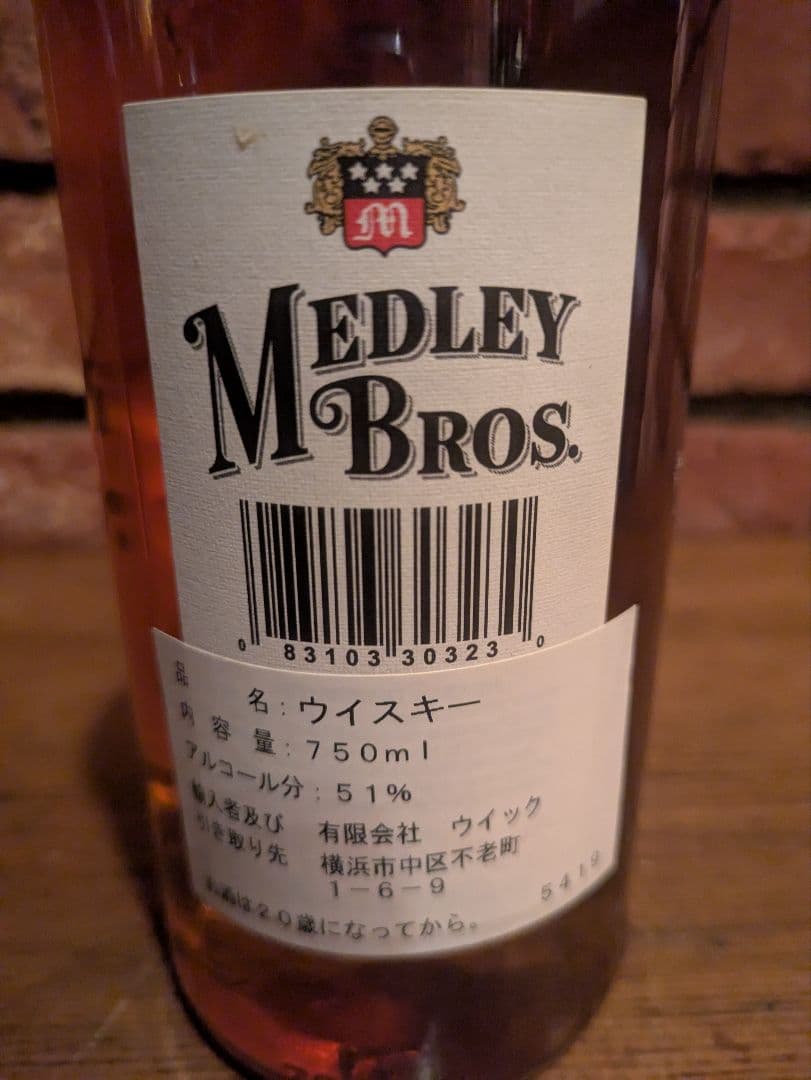 M
MEDLEY
BROS.
0 83103 30323 0
品 名:ウイスキー
内 容 量:750ml
アルコール分:51%
輸入者及び 有限会社 ウイック
引き取り先 横浜市中区不老町
1-6-9
5419
お酒は20歳になってから。